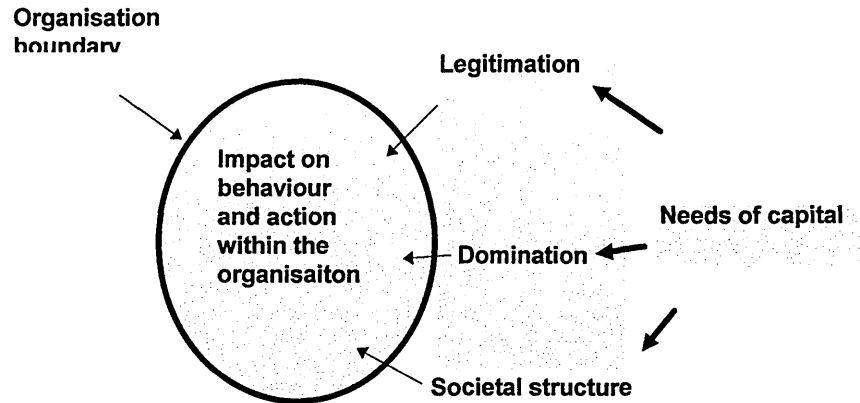 Organisation
boundary
Legitimation
Impact on
behaviour
and action
within the
organisaiton
Needs of capital
Domination
Societal structure